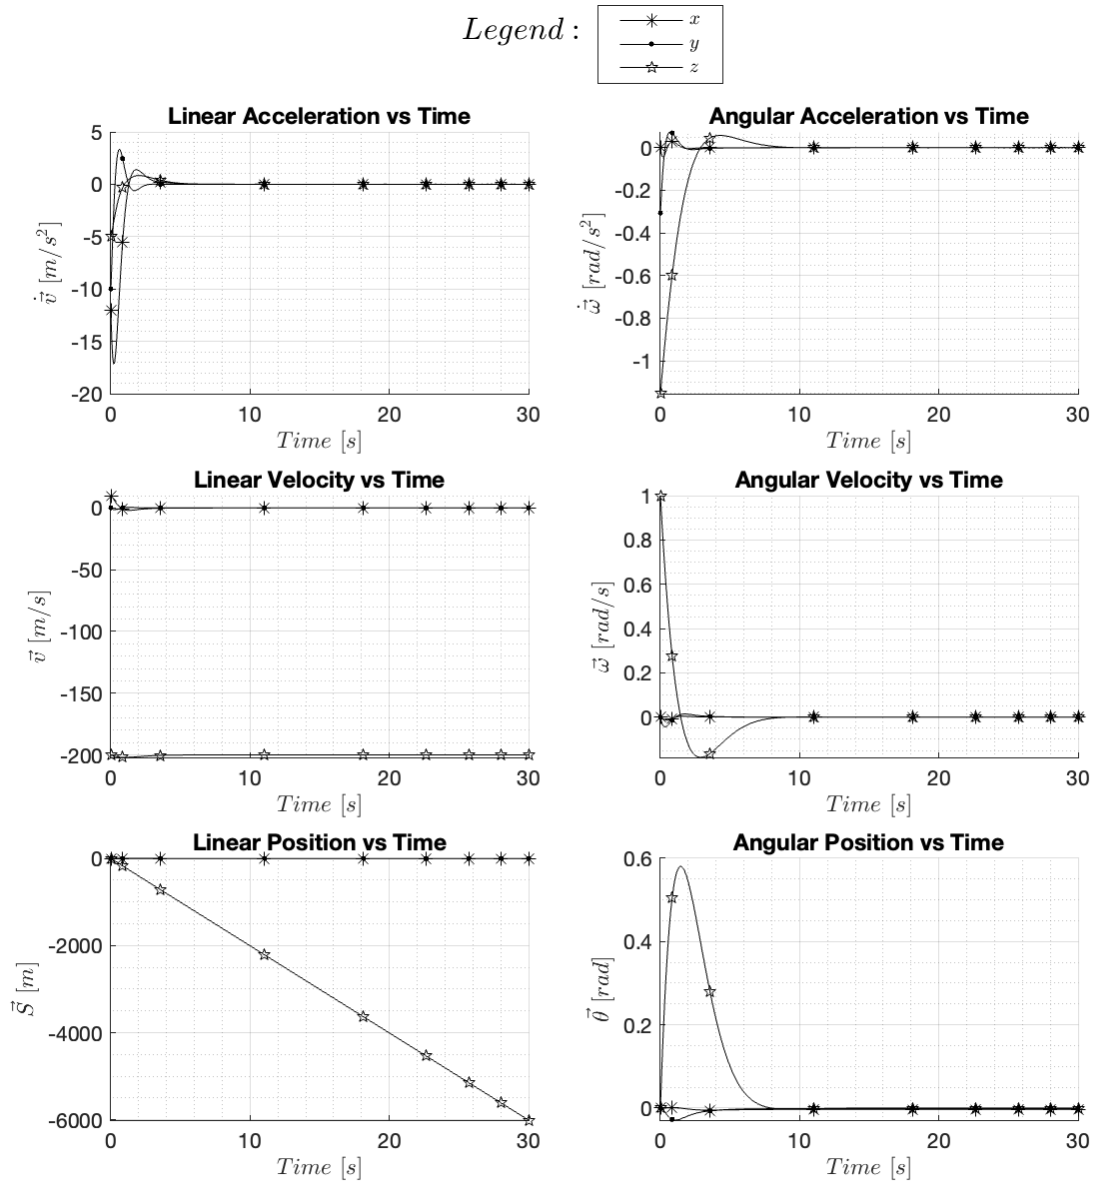 Legend :
x
y
z
Linear Acceleration vs Time
5
0
-5
-10
-15
-20
0 10 20 30
v̇⃗ [m/s²]
Time [s]
Angular Acceleration vs Time
0
-0.2
-0.4
-0.6
-0.8
-1
0 10 20 30
ω̇⃗ [rad/s²]
Time [s]
Linear Velocity vs Time
0
-50
-100
-150
-200
0 10 20 30
v⃗ [m/s]
Time [s]
Angular Velocity vs Time
1
0.8
0.6
0.4
0.2
0
0 10 20 30
ω⃗ [rad/s]
Time [s]
Linear Position vs Time
0
-2000
-4000
-6000
0 10 20 30
S⃗ [m]
Time [s]
Angular Position vs Time
0.6
0.4
0.2
0
0 10 20 30
θ⃗ [rad]
Time [s]